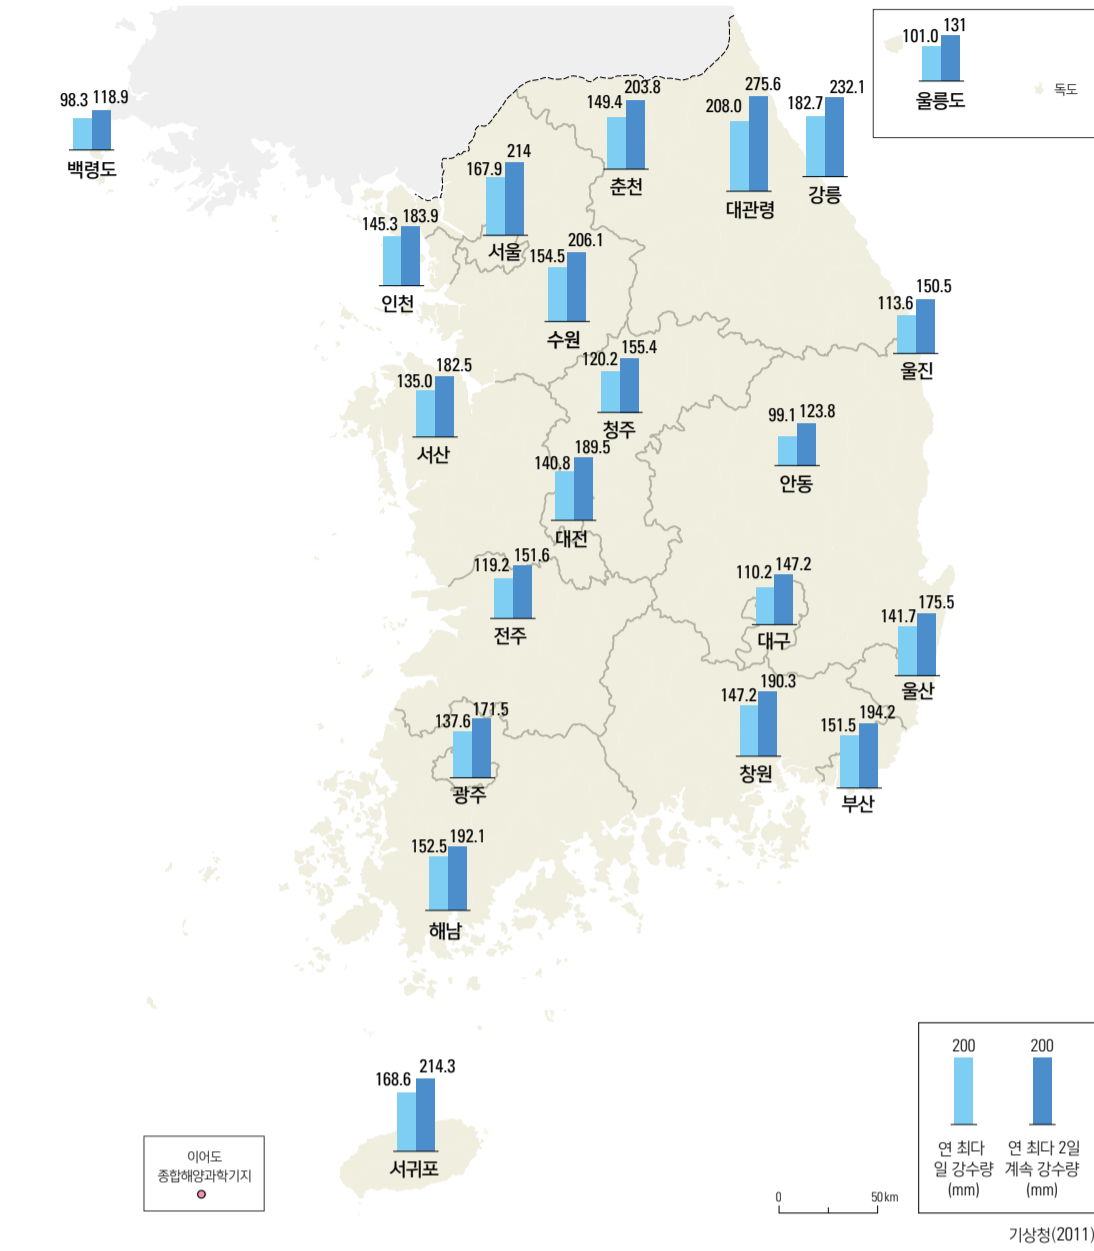 101.0 131
울릉도
독도
98.3 118.9
백령도
149.4 203.8
춘천
208.0 275.6
대관령
182.7 232.1
강릉
167.9 214
서울
145.3 183.9
인천
154.5 206.1
수원
113.6 150.5
울진
120.2 155.4
청주
135.0 182.5
서산
99.1 123.8
안동
140.8 189.5
대전
119.2 151.6
전주
110.2 147.2
대구
141.7 175.5
울산
147.2 190.3
창원
151.5 194.2
부산
137.6 171.5
광주
152.5 192.1
해남
168.6 214.3
서귀포
이어도
종합해양과학기지
0 50km
200 200
연 최다
일 강수량
(mm)
연 최다 2일
계속 강수량
(mm)
기상청(2011)